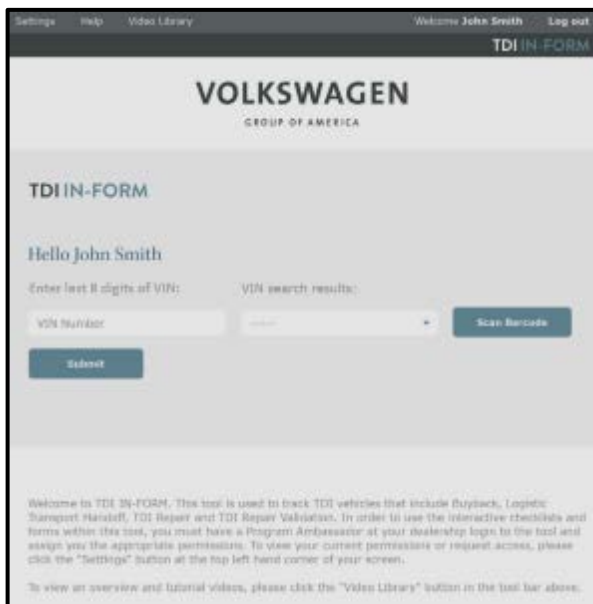 Settings Help Video Library Welcome John Smith Log out
TDI IN-FORM
VOLKSWAGEN
GROUP OF AMERICA
TDI IN-FORM
Hello John Smith
Enter last 8 digits of VIN: VIN search results:
VIN Number Scan Barcode
Submit
Welcome to TDI IN-FORM. This tool is used to track TDI vehicles that include Buyback, Logistic
Transport Handoff, TDI Repair and TDI Repair Validation. In order to use the interactive checklists and
forms within this tool, you must have a Program Ambassador at your dealership login to the tool and
assign you the appropriate permissions. To view your current permissions or request access, please
click the "Settings" button at the top left hand corner of your screen.
To view an overview and tutorial videos, please click the "Video Library" button in the tool bar above.